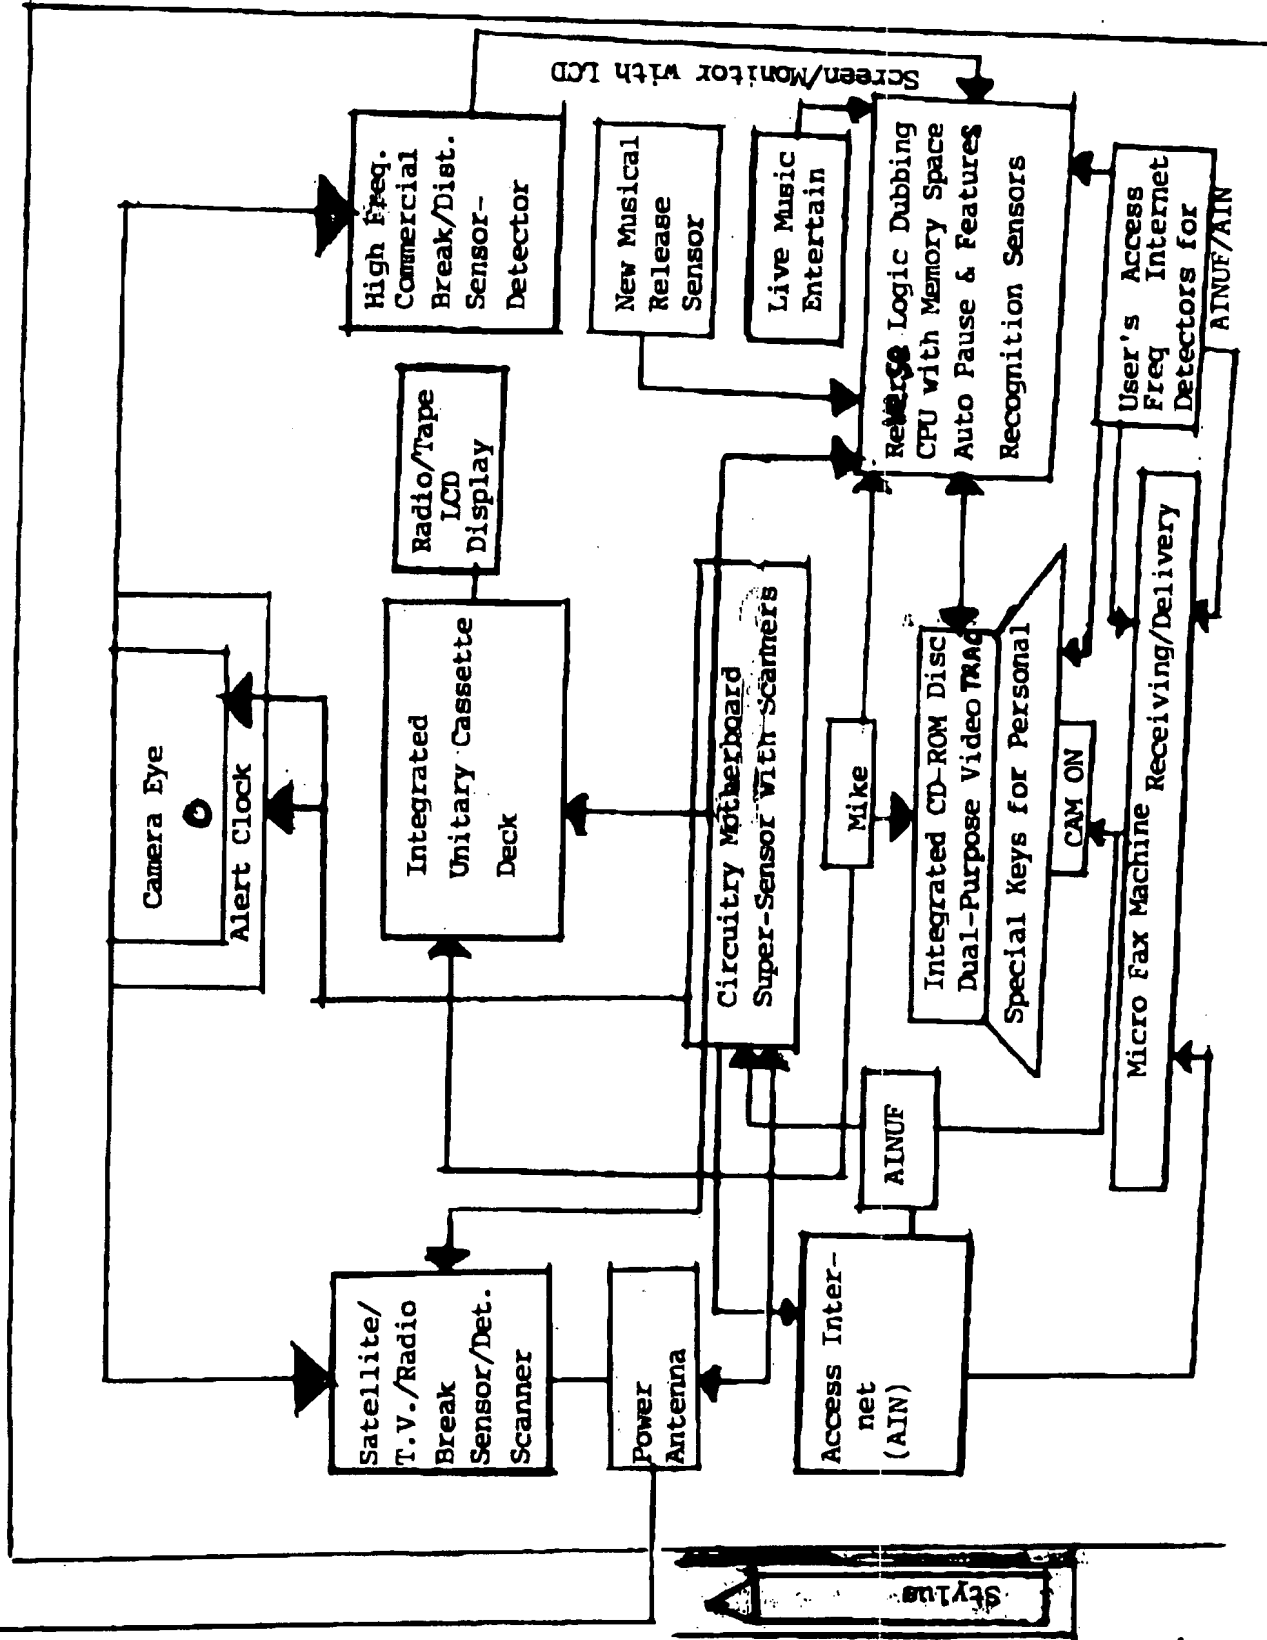 Camera Eye
Alert Clock
Satellite/
T.V./Radio
Break
Sensor/Det.
Scanner
Integrated
Unitary Cassette
Deck
Radio/Tape
LCD
Display
High Freq.
Commercial
Break/Dist.
Sensor-
Detector
Screen/Monitor with LCD
New Musical
Release
Sensor
Live Music
Entertain
Power
Antenna
Circuitry Motherboard
Super-Sensor with Scanners
Mike
Reverse Logic Dubbing
CPU with Memory Space
Auto Pause & Features
Recognition Sensors
Access Inter-
net
(AIN)
AINUF
Integrated CD-ROM Disc
Dual-Purpose Video TRAC
Special Keys for Personal
CAM ON
User's Access
Freq Internet
Detectors for
AINUF/AIN
Micro Fax Machine Receiving/Delivery
Stylus